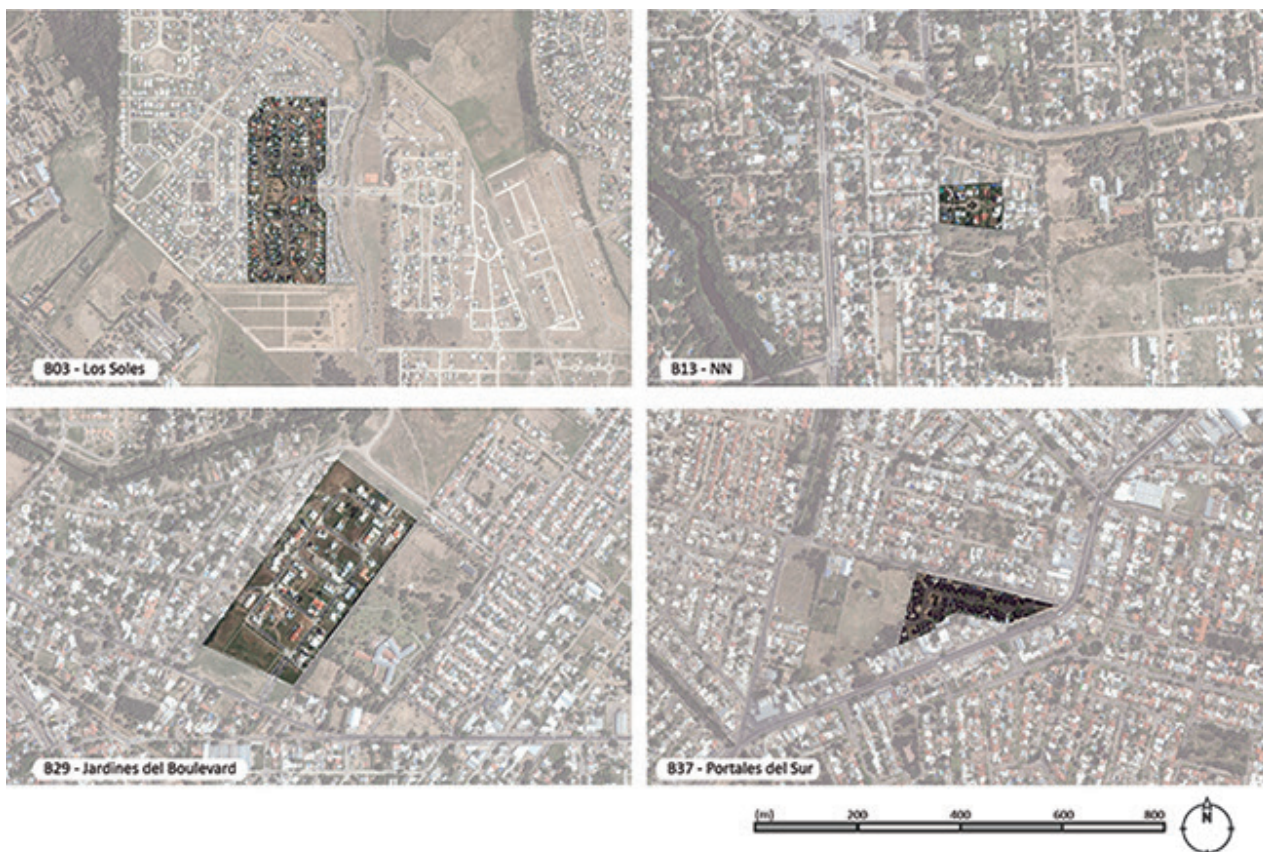 B03 - Los Soles
B13 - NN
B29 - Jardines del Boulevard
B37 - Portales del Sur
(m) 200 400 600 800
N